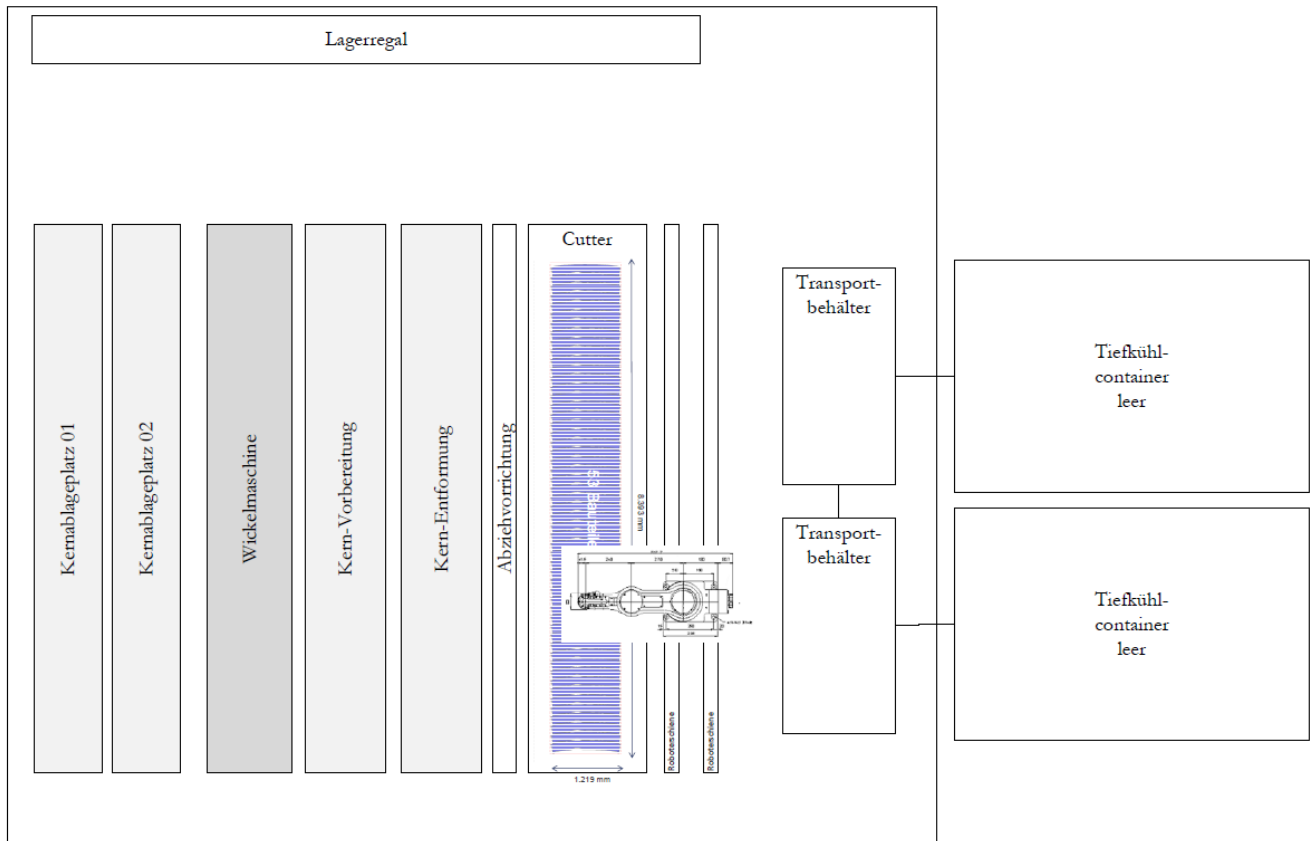 Lagerregal
Kernablageplatz 01
Kernablageplatz 02
Wickelmaschine
Kern-Vorbereitung
Kern-Entformung
Abziehvorrichtung
Cutter
8.393 mm
1.219 mm
Roboterschiene
Roboterschiene
Transport-
behälter
Transport-
behälter
Tiefkühl-
container
leer
Tiefkühl-
container
leer